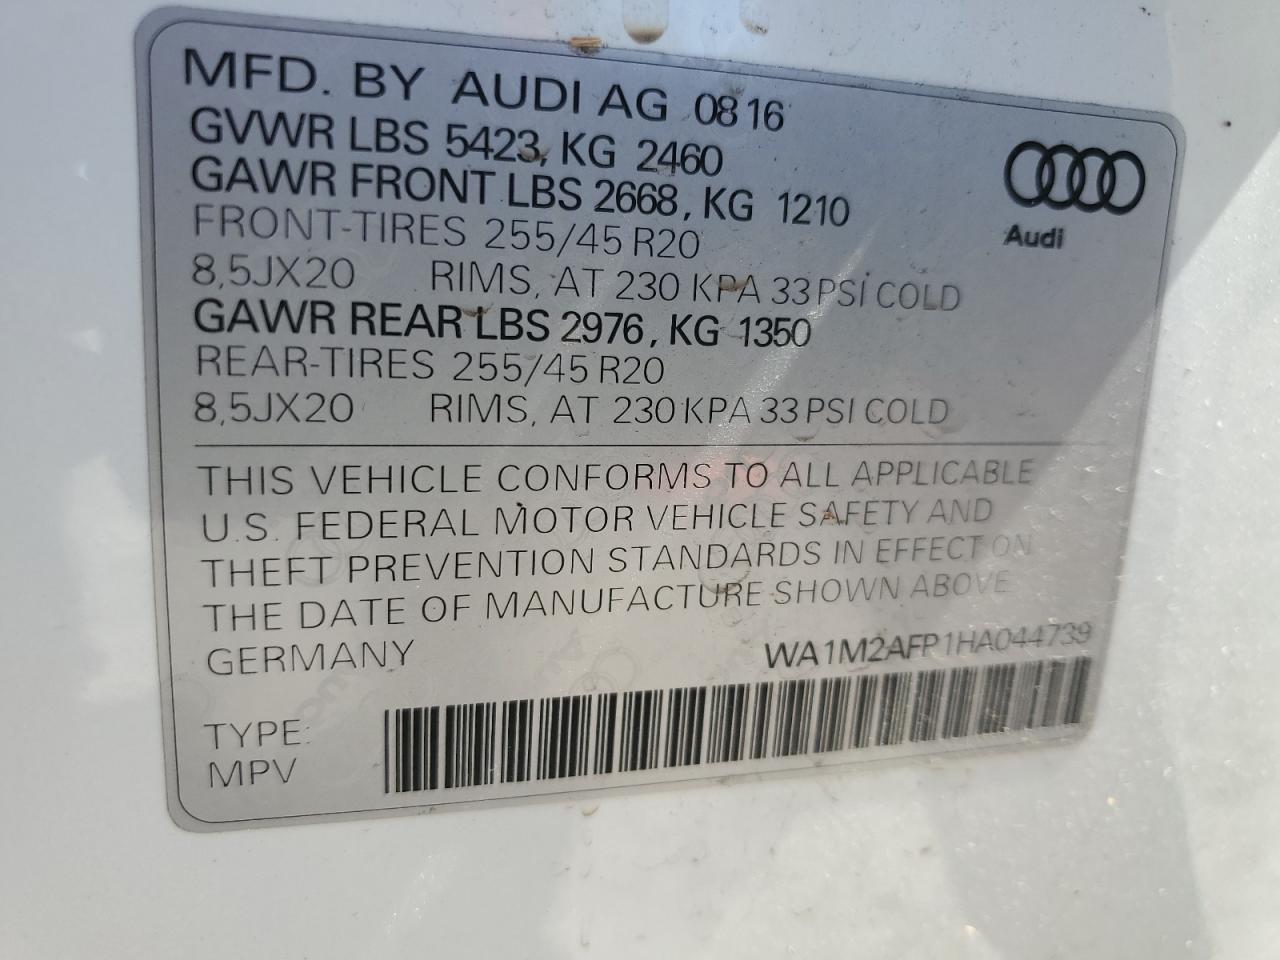 MFD. BY AUDI AG 0816
GVWR LBS 5423, KG 2460
GAWR FRONT LBS 2668, KG 1210
FRONT-TIRES 255/45 R20
8,5JX20 RIMS, AT 230 KPA 33 PSI COLD
GAWR REAR LBS 2976, KG 1350
REAR-TIRES 255/45 R20
8,5JX20 RIMS, AT 230 KPA 33 PSI COLD
Audi
THIS VEHICLE CONFORMS TO ALL APPLICABLE
U.S. FEDERAL MOTOR VEHICLE SAFETY AND
THEFT PREVENTION STANDARDS IN EFFECT ON
THE DATE OF MANUFACTURE SHOWN ABOVE
GERMANY WA1M2AFP1HA044739
TYPE:
MPV